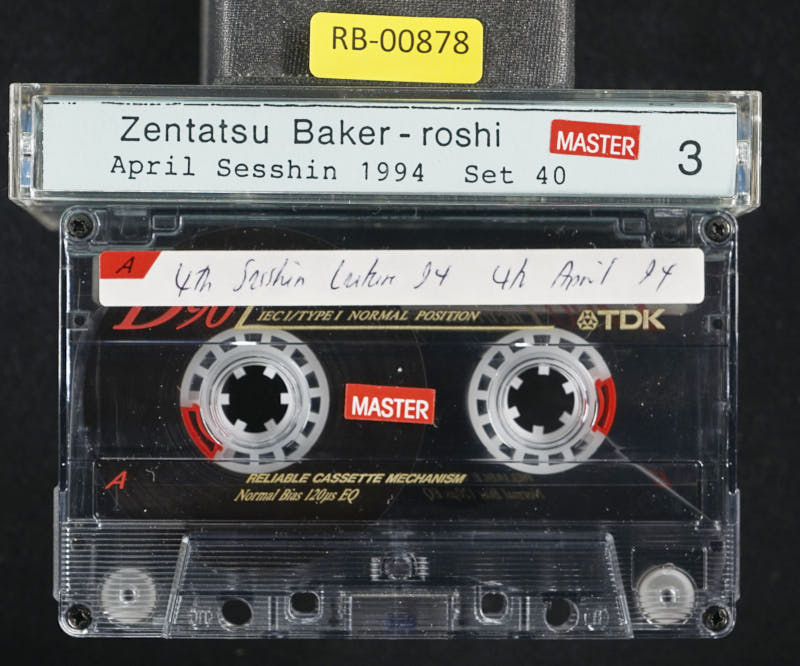 RB-00878
Zentatsu Baker-roshi MASTER 3
April Sesshin 1994 Set 40
A 4th Sesshin Lecture 94 4th April 94
D90 IEC I/TYPE I NORMAL POSITION TDK
MASTER
A RELIABLE CASSETTE MECHANISM
Normal Bias 120µs EQ